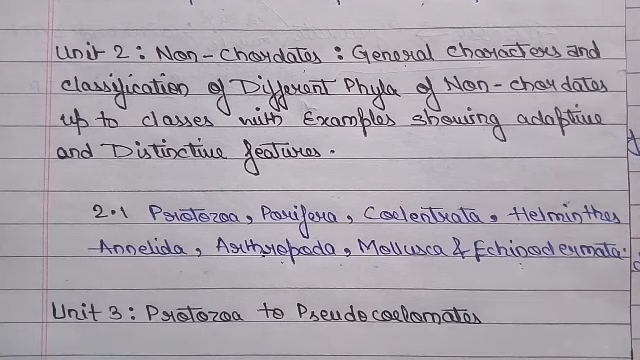 Unit 2: Non-Chordates: General characters and
classification of Different Phyla of Non-chordates
up to classes with Examples showing adaptive
and Distinctive features.
2.1 Protozoa, Porifera, Coelentrata, Helminthes
Annelida, Arthropoda, Mollusca & Echinodermata.
Unit 3: Protozoa to Pseudocoelomates